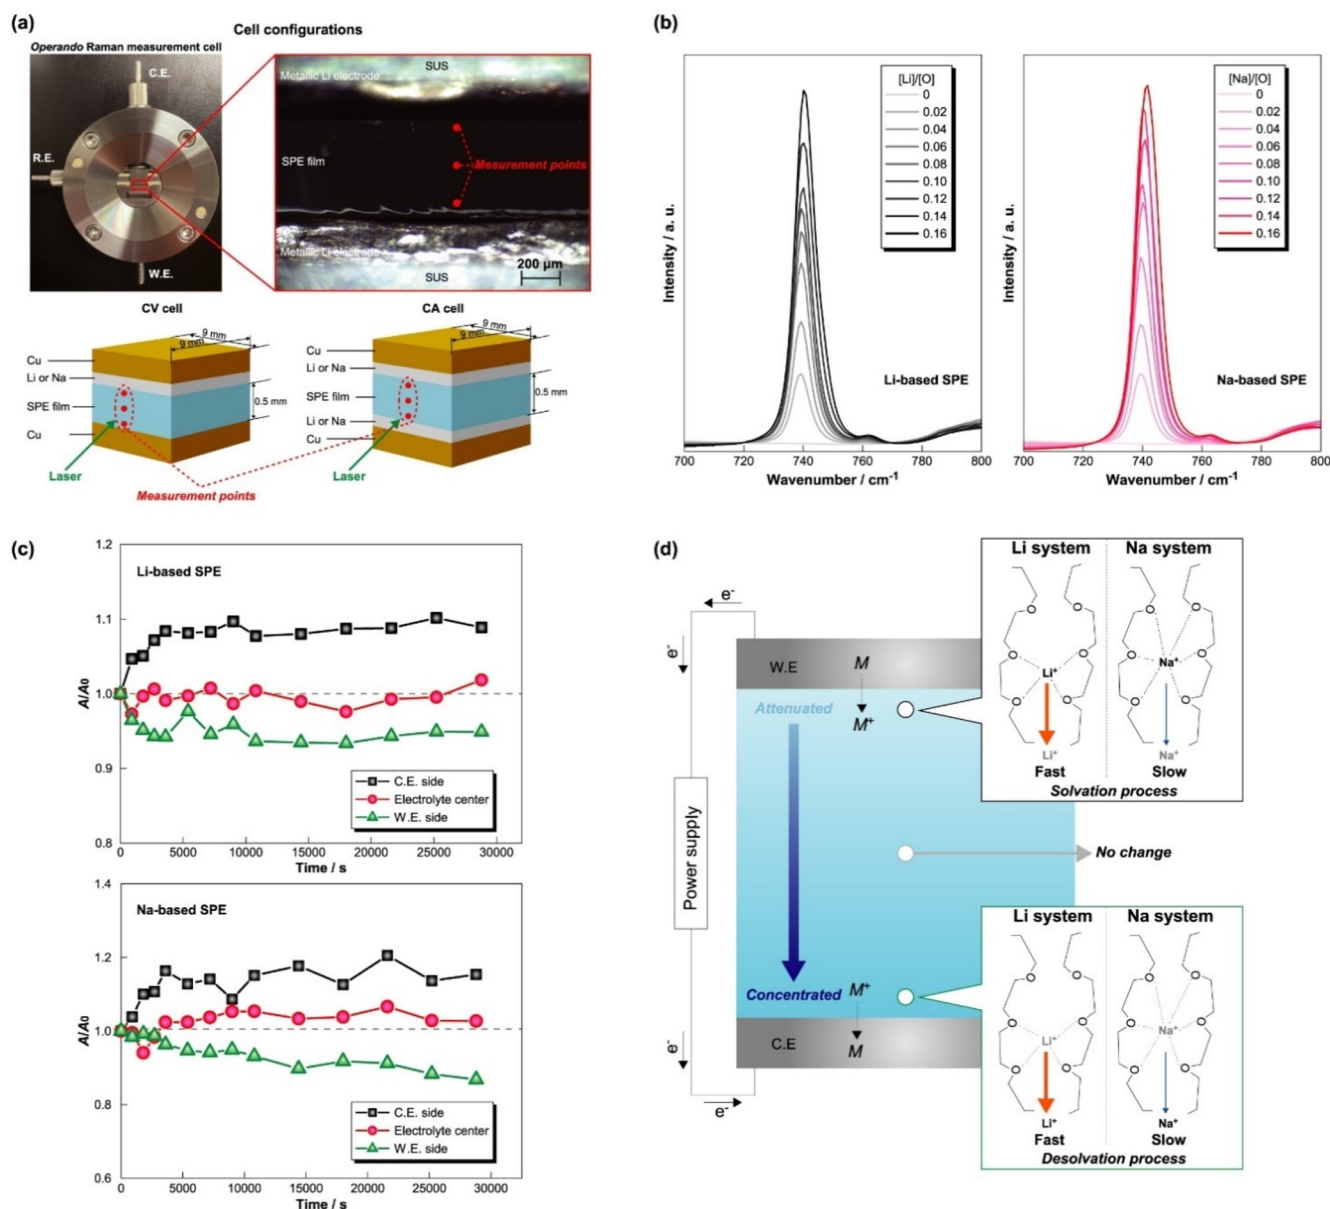 (a)
Cell configurations
Operando Raman measurement cell
C.E.
R.E.
W.E.
SUS
Metallic Li electrode
SPE film
Mesurement points
Metallic Li electrode
SUS
200 µm
CV cell
9 mm
9 mm
Cu
Li or Na
SPE film
Cu
0.5 mm
Laser
CA cell
9 mm
9 mm
Cu
Li or Na
SPE film
Li or Na
Cu
0.5 mm
Laser
Measurement points
(b)
Intensity / a. u.
[Li]/[O]
0
0.02
0.04
0.06
0.08
0.10
0.12
0.14
0.16
Li-based SPE
700 720 740 760 780 800
Wavenumber / cm-1
Intensity / a. u.
[Na]/[O]
0
0.02
0.04
0.06
0.08
0.10
0.12
0.14
0.16
Na-based SPE
700 720 740 760 780 800
Wavenumber / cm-1
(c)
1.2
1.1
1.0
0.9
0.8
A/A0
Li-based SPE
C.E. side
Electrolyte center
W.E. side
0 5000 10000 15000 20000 25000 30000
Time / s
1.4
1.2
1.0
0.8
0.6
A/A0
Na-based SPE
C.E. side
Electrolyte center
W.E. side
0 5000 10000 15000 20000 25000 30000
Time / s
(d)
e-
e-
Power supply
e-
e-
W.E
M
Attenuated
M+
Concentrated
M+
C.E
M
No change
Li system Na system
O O O O
O O O O
Li+ Na+
O O O O
Li+ Na+
Fast Slow
Solvation process
Li system Na system
O O O O
O O O O
Li+ Na+
O O O O
Li+ Na+
Fast Slow
Desolvation process